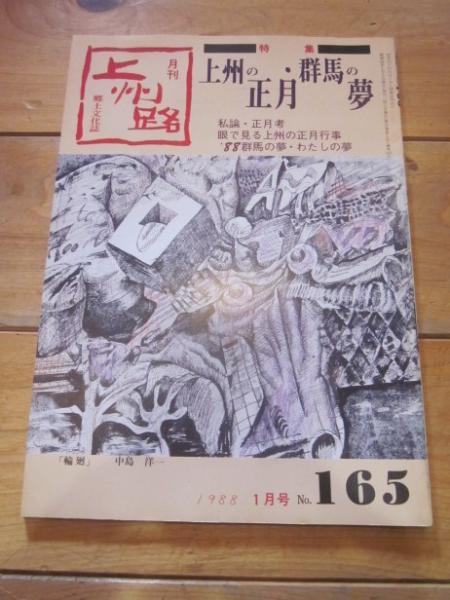 月刊
上州路
郷土文化誌
特集
上州の正月・群馬の夢
私論・正月考
眼で見る上州の正月行事
'88群馬の夢・わたしの夢
「輪廻」 中島 洋一
1988 1月号 No. 165